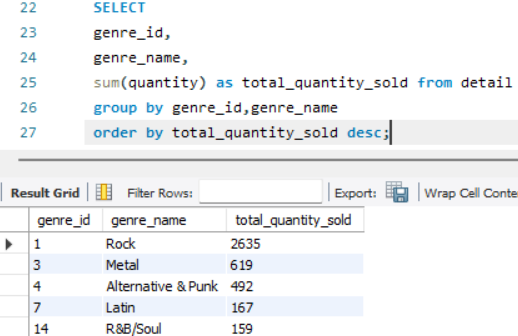 22 SELECT
23 genre_id,
24 genre_name,
25 sum(quantity) as total_quantity_sold from detail
26 group by genre_id,genre_name
27 order by total_quantity_sold desc;
Result Grid Filter Rows: Export: Wrap Cell Conte
genre_id genre_name total_quantity_sold
1 Rock 2635
3 Metal 619
4 Alternative & Punk 492
7 Latin 167
14 R&B/Soul 159